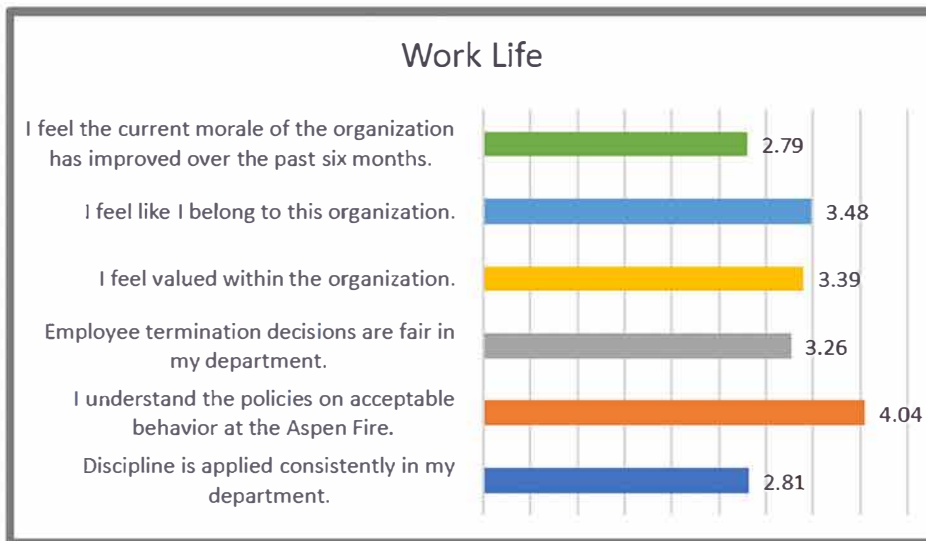 Work Life
I feel the current morale of the organization
has improved over the past six months.
2.79
I feel like I belong to this organization.
3.48
I feel valued within the organization.
3.39
Employee termination decisions are fair in
my department.
3.26
I understand the policies on acceptable
behavior at the Aspen Fire.
4.04
Discipline is applied consistently in my
department.
2.81